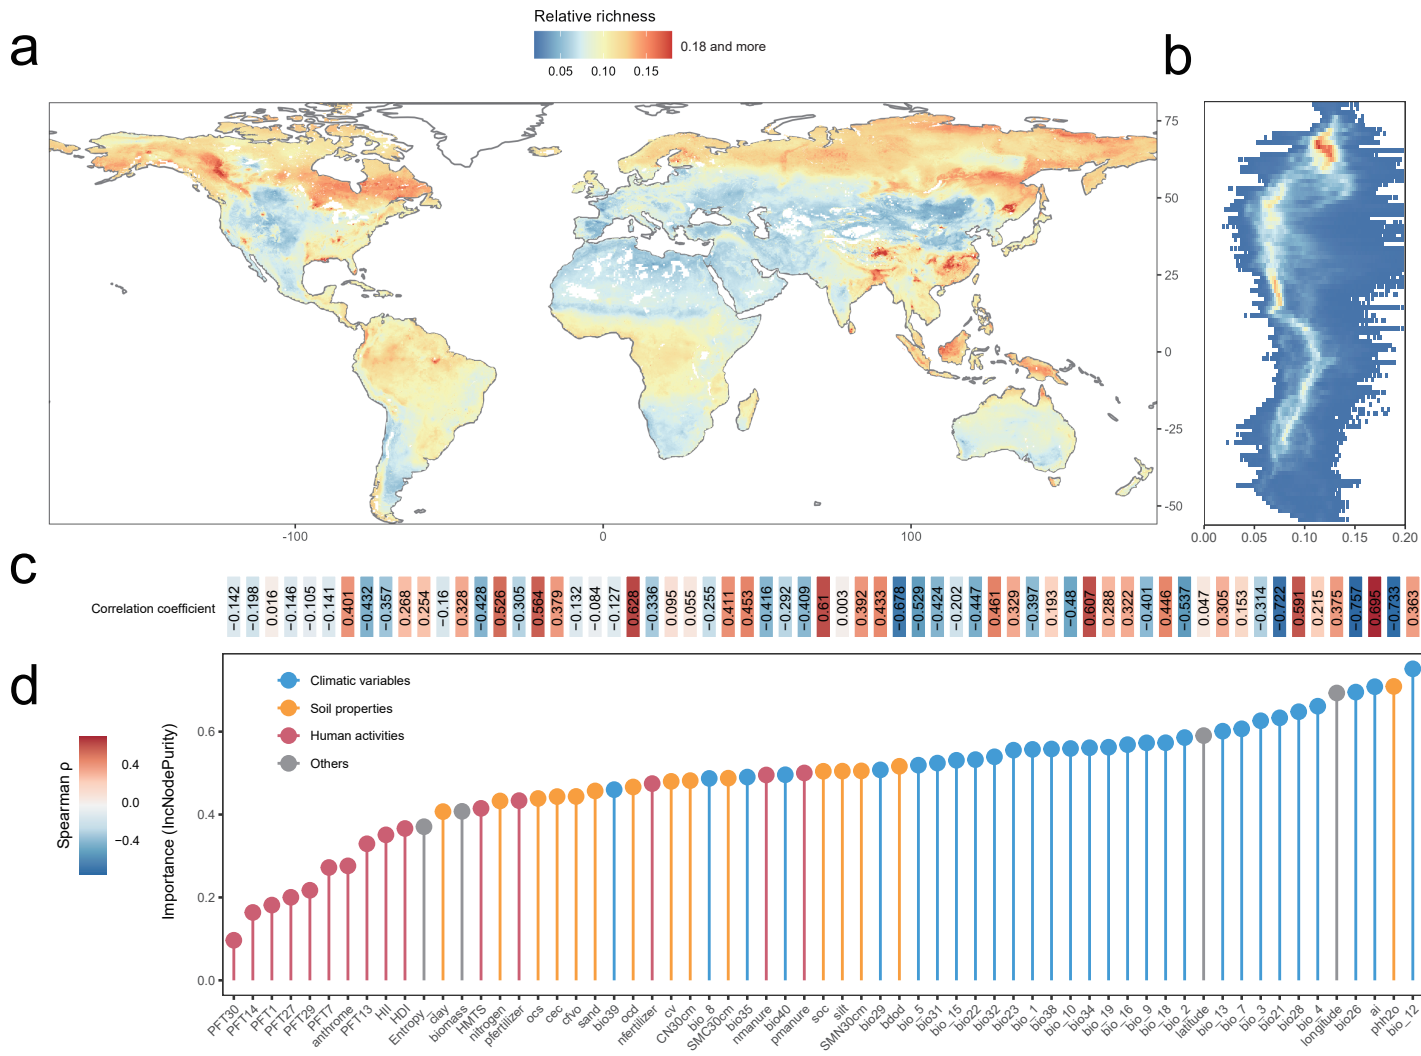 a
Relative richness
0.18 and more
0.05 0.10 0.15
b
75
50
25
0
-25
-50
-100 0 100
0.00 0.05 0.10 0.15 0.20
c
Correlation coefficient
−0.142 −0.198 0.016 −0.146 −0.105 −0.141 0.401 −0.432 −0.357 0.268 0.254 −0.16 0.328 −0.428 0.526 −0.305 0.564 0.379 −0.132 −0.084 −0.127 0.628 −0.336 0.095 0.055 −0.255 0.411 0.453 −0.416 −0.292 −0.409 0.61 0.003 0.392 0.433 −0.678 −0.529 −0.424 −0.202 −0.447 0.461 0.329 −0.397 0.193 −0.48 0.607 0.288 0.322 −0.401 0.446 −0.537 0.047 0.305 0.153 −0.314 −0.722 0.591 0.215 0.375 −0.757 0.695 −0.733 0.363
d
Climatic variables
Soil properties
Human activities
Others
Spearman ρ
0.4
0.0
−0.4
Importance (IncNodePurity)
0.6
0.4
0.2
0.0
PFT30 PFT14 PFT1 PFT27 PFT29 PFT7 anthrome PFT13 HII HDI Entropy_ clay biomass HMTS nitrogen pfertilizer ocs cec cfvo sand bio39 ocd nfertilizer cv CN30cm bio_8 SMC30cm bio35 nmanure bio40 pmanure soc silt SMN30cm bio29 bdod bio_5 bio31 bio_15 bio22 bio32 bio23 bio_1 bio38 bio_10 bio34 bio_19 bio_16 bio_9 bio_18 bio_2 latitude bio_13 bio_7 bio_3 bio21 bio28 bio_4 longitude bio26 ai phh2o bio_12